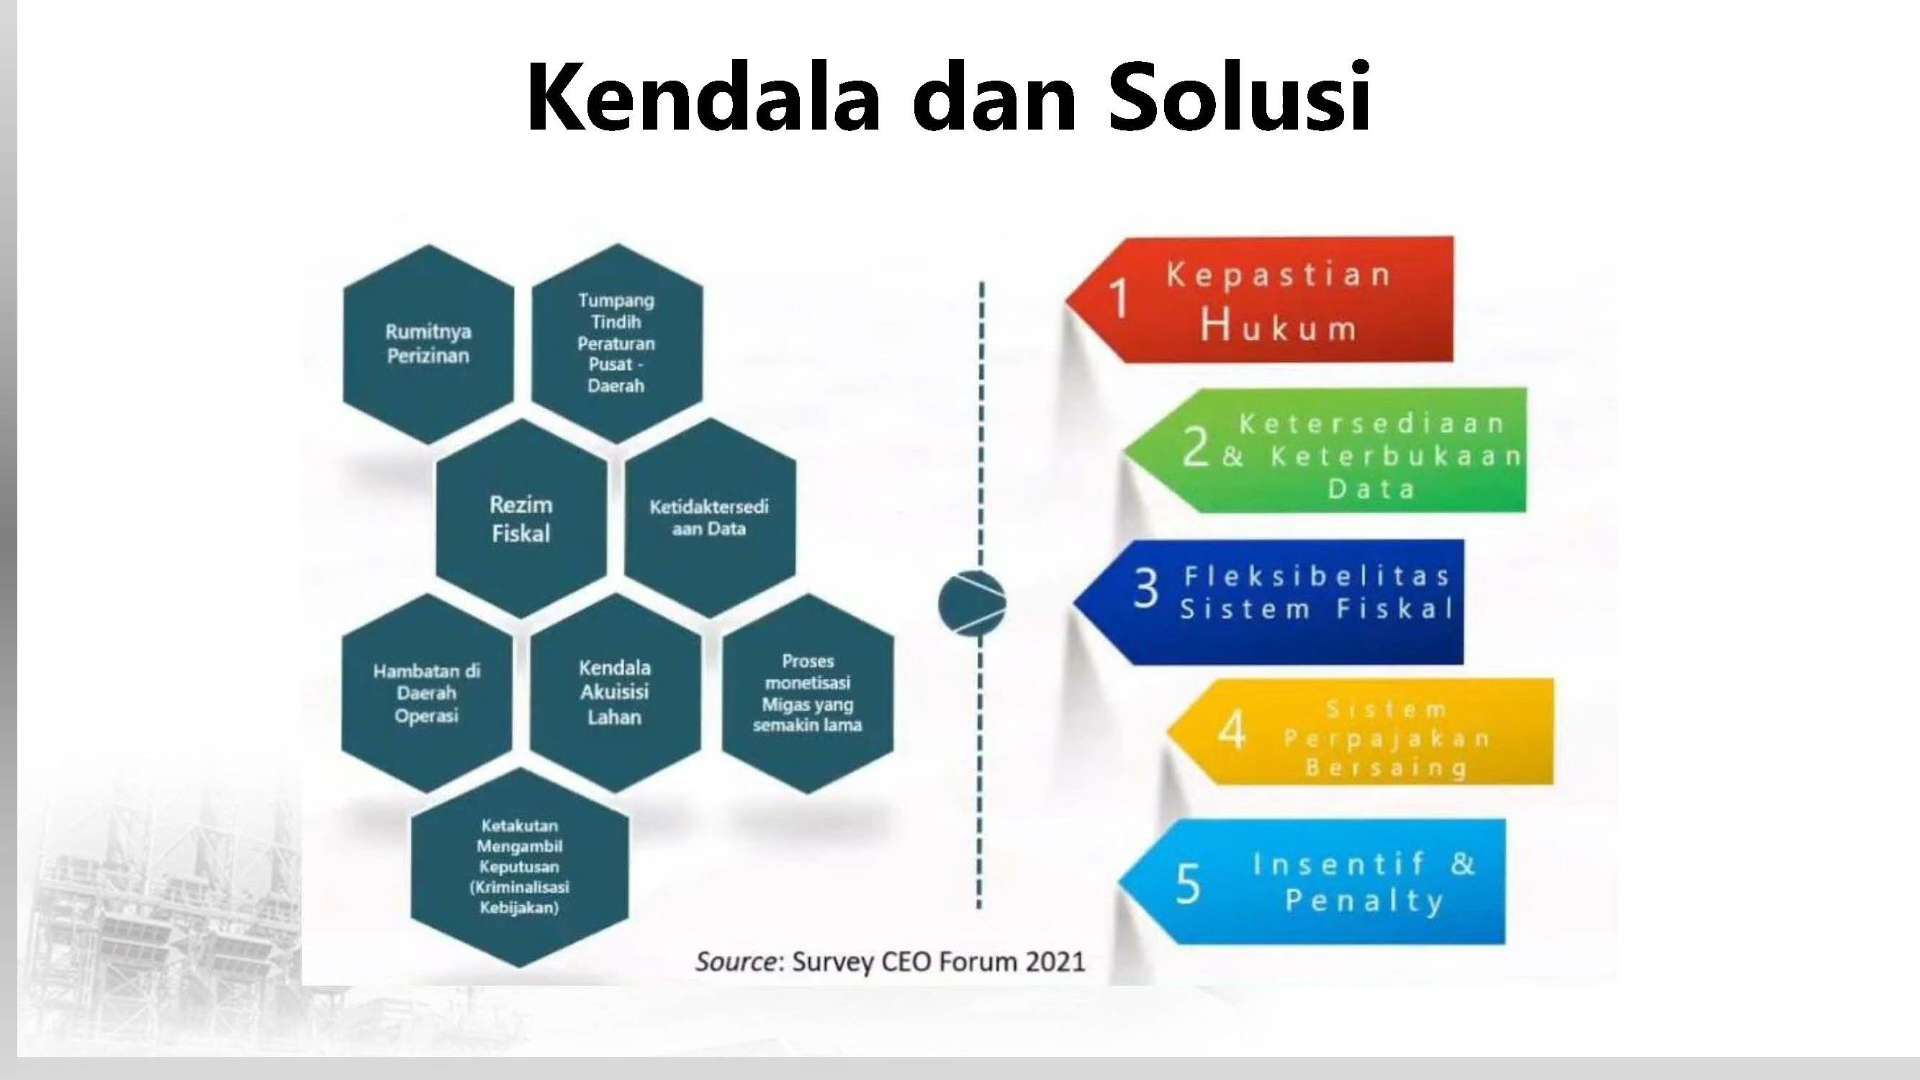 Kendala dan Solusi
Rumitnya
Perizinan
Tumpang
Tindih
Peraturan
Pusat -
Daerah
Rezim
Fiskal
Ketidaktersedi
aan Data
Hambatan di
Daerah
Operasi
Kendala
Akuisisi
Lahan
Proses
monetisasi
Migas yang
semakin lama
Ketakutan
Mengambil
Keputusan
(Kriminalisasi
Kebijakan)
1 Kepastian
Hukum
2 Ketersediaan
& Keterbukaan
Data
3 Fleksibelitas
Sistem Fiskal
4 Sistem
Perpajakan
Bersaing
5 Insentif &
Penalty
Source: Survey CEO Forum 2021